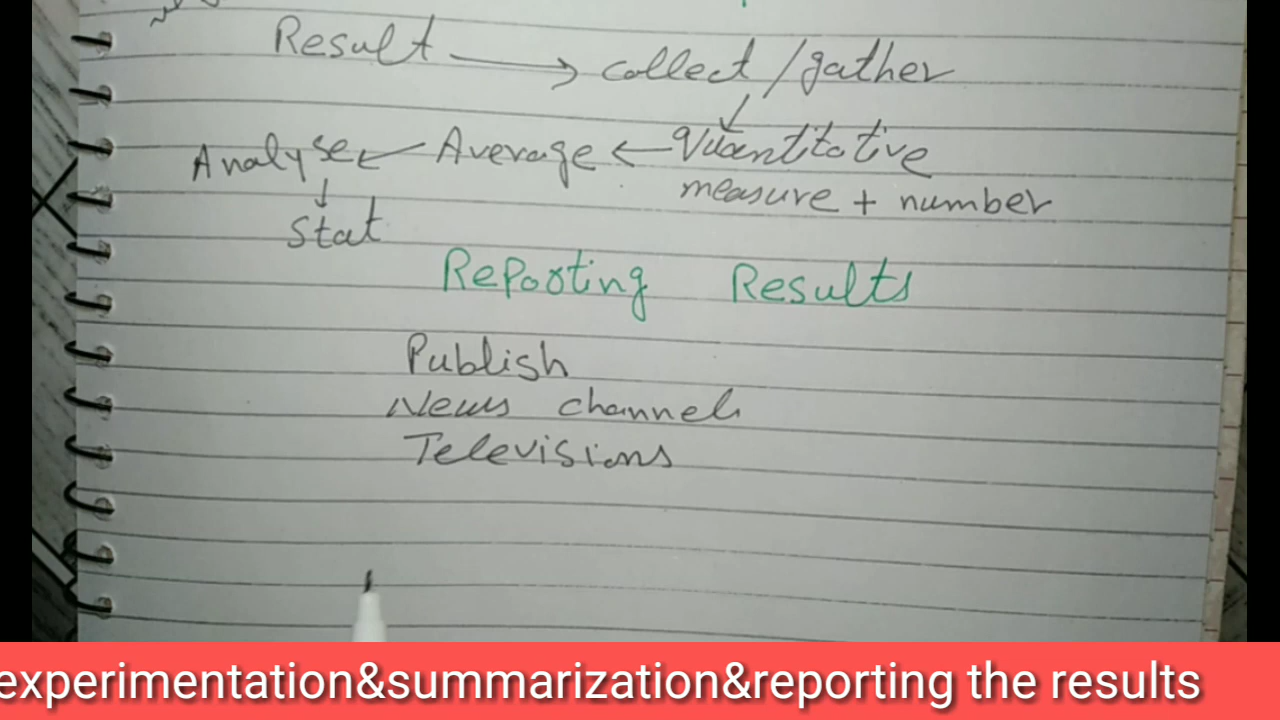 Result → collect / gather
Analyse ← Average ← Quantitative
measure + number
Stat
Reporting Results
Publish
News channels
Televisions
experimentation&summarization&reporting the results